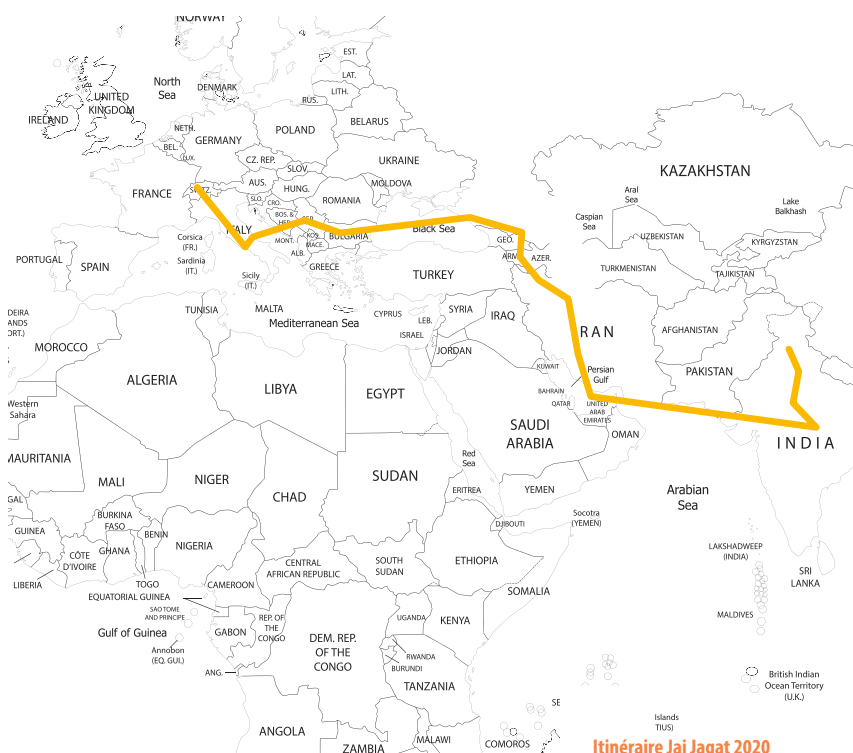 NORWAY
EST.
North
Sea
LAT.
DENMARK
LITH.
UNITED
KINGDOM
RUS.
IRELAND
BELARUS
NETH.
POLAND
GERMANY
BEL.
LUX.
CZ. REP.
UKRAINE
SLOV.
KAZAKHSTAN
AUS.
MOLDOVA
FRANCE
HUNG.
SLO.
ROMANIA
CRO.
Aral
Sea
Lake
Balkhash
BOS. &
Caspian
Sea
ITALY
Black Sea
KOS.
BULGARIA
UZBEKISTAN
MONT.
MACE.
GEO.
KYRGYZSTAN
Corsica
(FR.)
ALB.
ARM.
AZER.
PORTUGAL
SPAIN
Sardinia
(IT.)
GREECE
TURKEY
TURKMENISTAN
TAJIKISTAN
Sicily
(IT.)
TUNISIA
MALTA
CYPRUS
SYRIA
LEB.
IRAQ
DEIRA
ANDS
ORT.)
Mediterranean Sea
ISRAEL
RAN
AFGHANISTAN
MOROCCO
JORDAN
KUWAIT
Persian
Gulf
PAKISTAN
ALGERIA
LIBYA
EGYPT
BAHRAIN
QATAR
UNITED
ARAB
EMIRATES
Western
Sahara
SAUDI
ARABIA
OMAN
INDIA
MAURITANIA
Red
Sea
MALI
NIGER
SUDAN
CHAD
ERITREA
YEMEN
Arabian
Sea
GAL
BURKINA
FASO
Socotra
(YEMEN)
DJIBOUTI
GUINEA
BENIN
NIGERIA
CÔTE
D'IVOIRE
GHANA
LAKSHADWEEP
(INDIA)
CENTRAL
AFRICAN REPUBLIC
SOUTH
SUDAN
ETHIOPIA
SRI
LANKA
LIBERIA
TOGO
CAMEROON
SOMALIA
EQUATORIAL GUINEA
SAO TOME
AND PRINCIPE
MALDIVES
REP. OF
THE
CONGO
UGANDA
KENYA
Gulf of Guinea
GABON
DEM. REP.
OF THE
CONGO
Annobon
(EQ. GUI.)
RWANDA
BURUNDI
ANG.
TANZANIA
British Indian
Ocean Territory
(U.K.)
SE
Islands
TIUS)
ANGOLA
MALAWI
COMOROS
ZAMBIA
Itinéraire Jai Jagat 2020